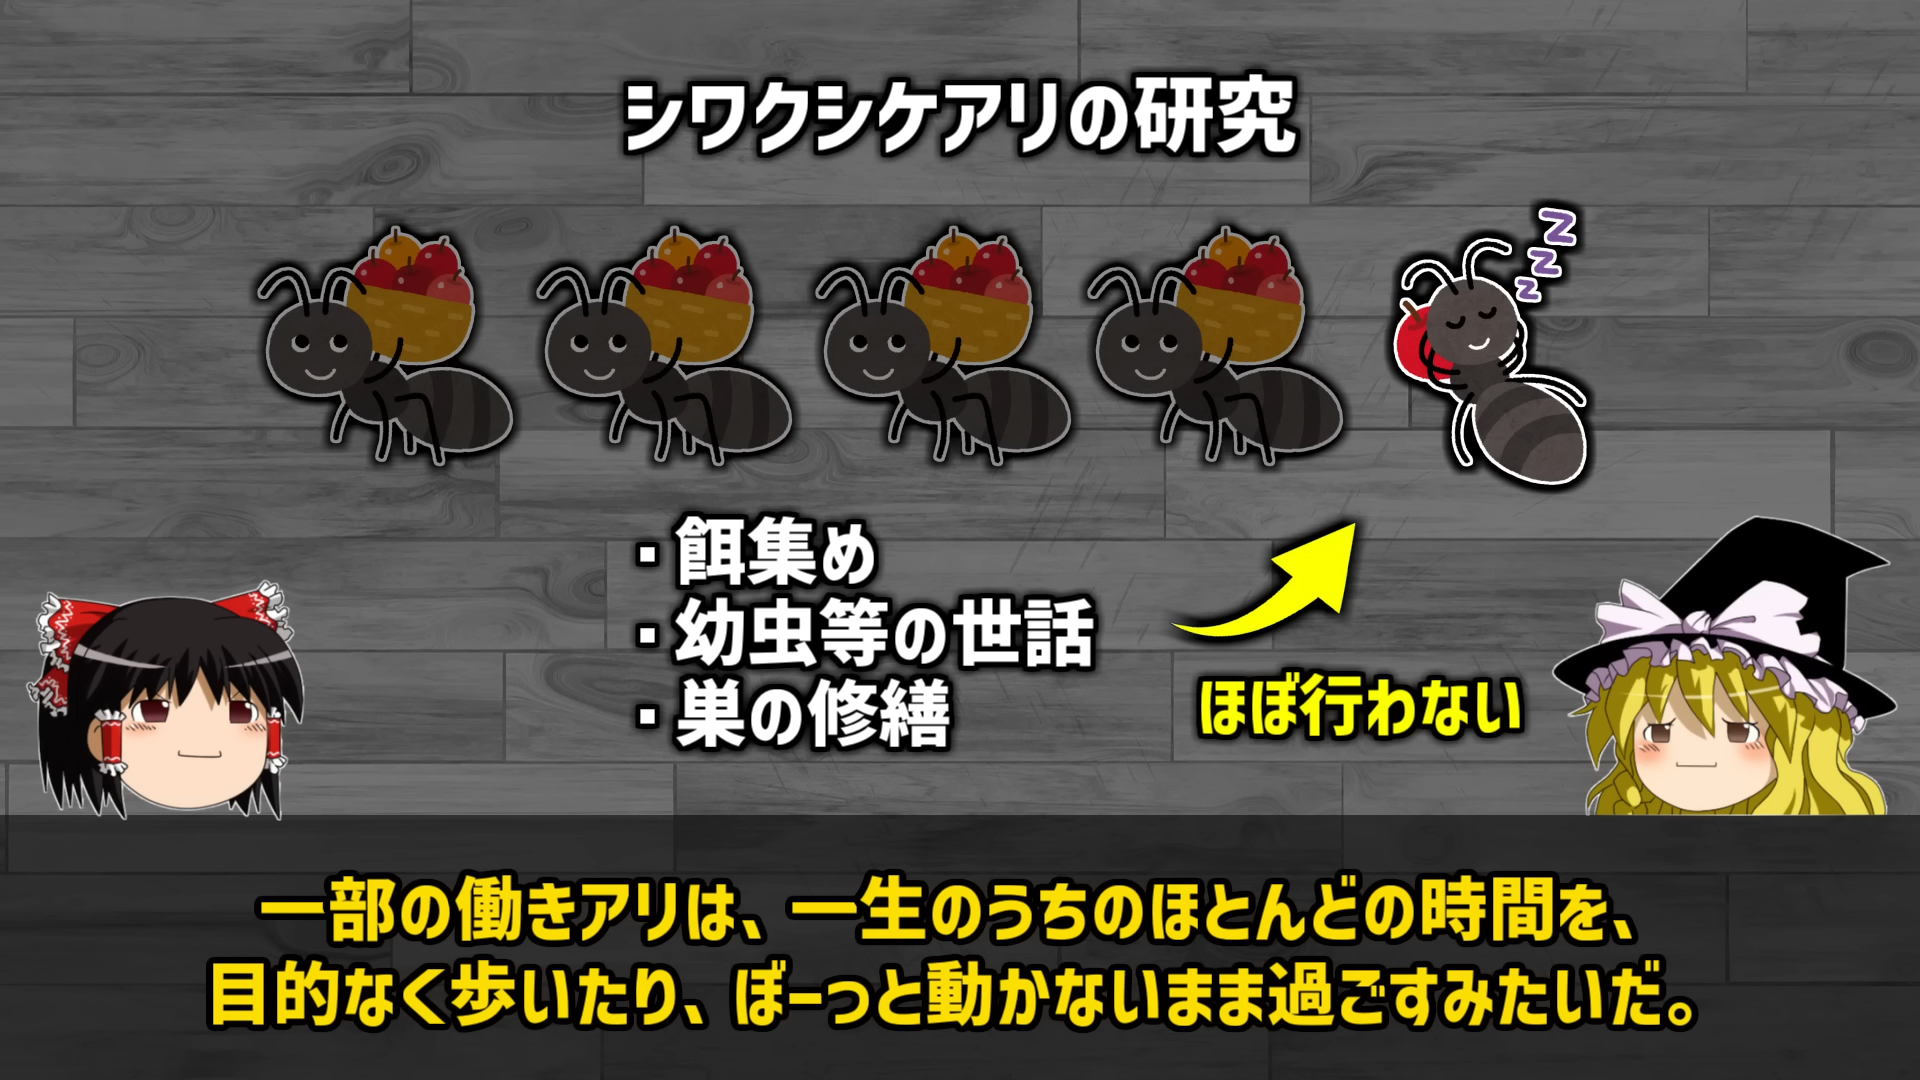 シワクシケアリの研究
z
z
z
・餌集め
・幼虫等の世話
・巣の修繕
ほぼ行わない
一部の働きアリは、一生のうちのほとんどの時間を、
目的なく歩いたり、ぼーっと動かないまま過ごすみたいだ。